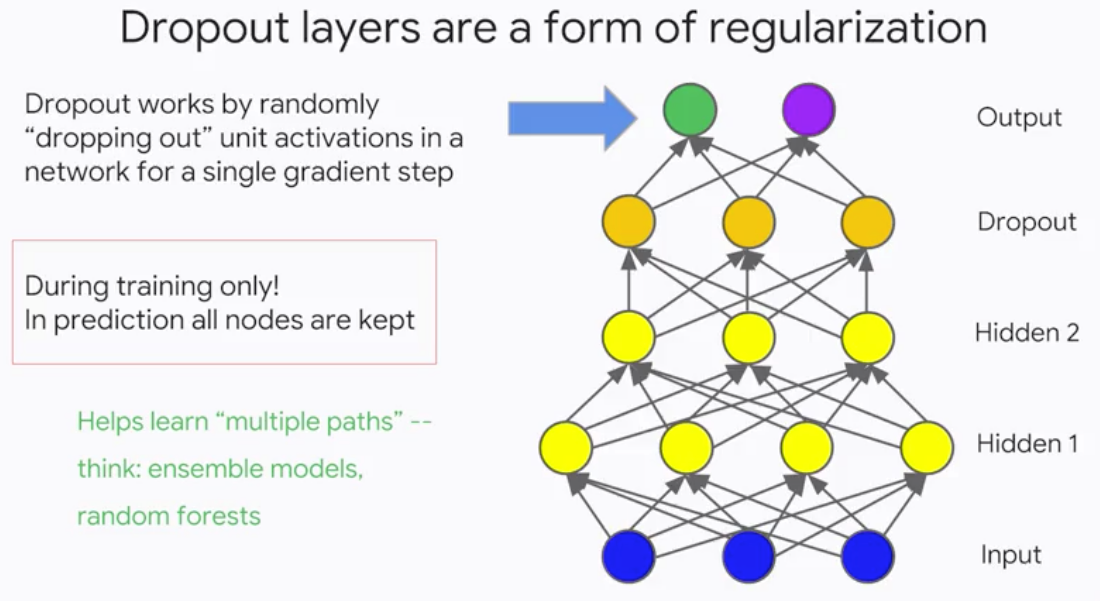 Dropout layers are a form of regularization
Dropout works by randomly
“dropping out” unit activations in a
network for a single gradient step
During training only!
In prediction all nodes are kept
Helps learn “multiple paths” --
think: ensemble models,
random forests
Output
Dropout
Hidden 2
Hidden 1
Input